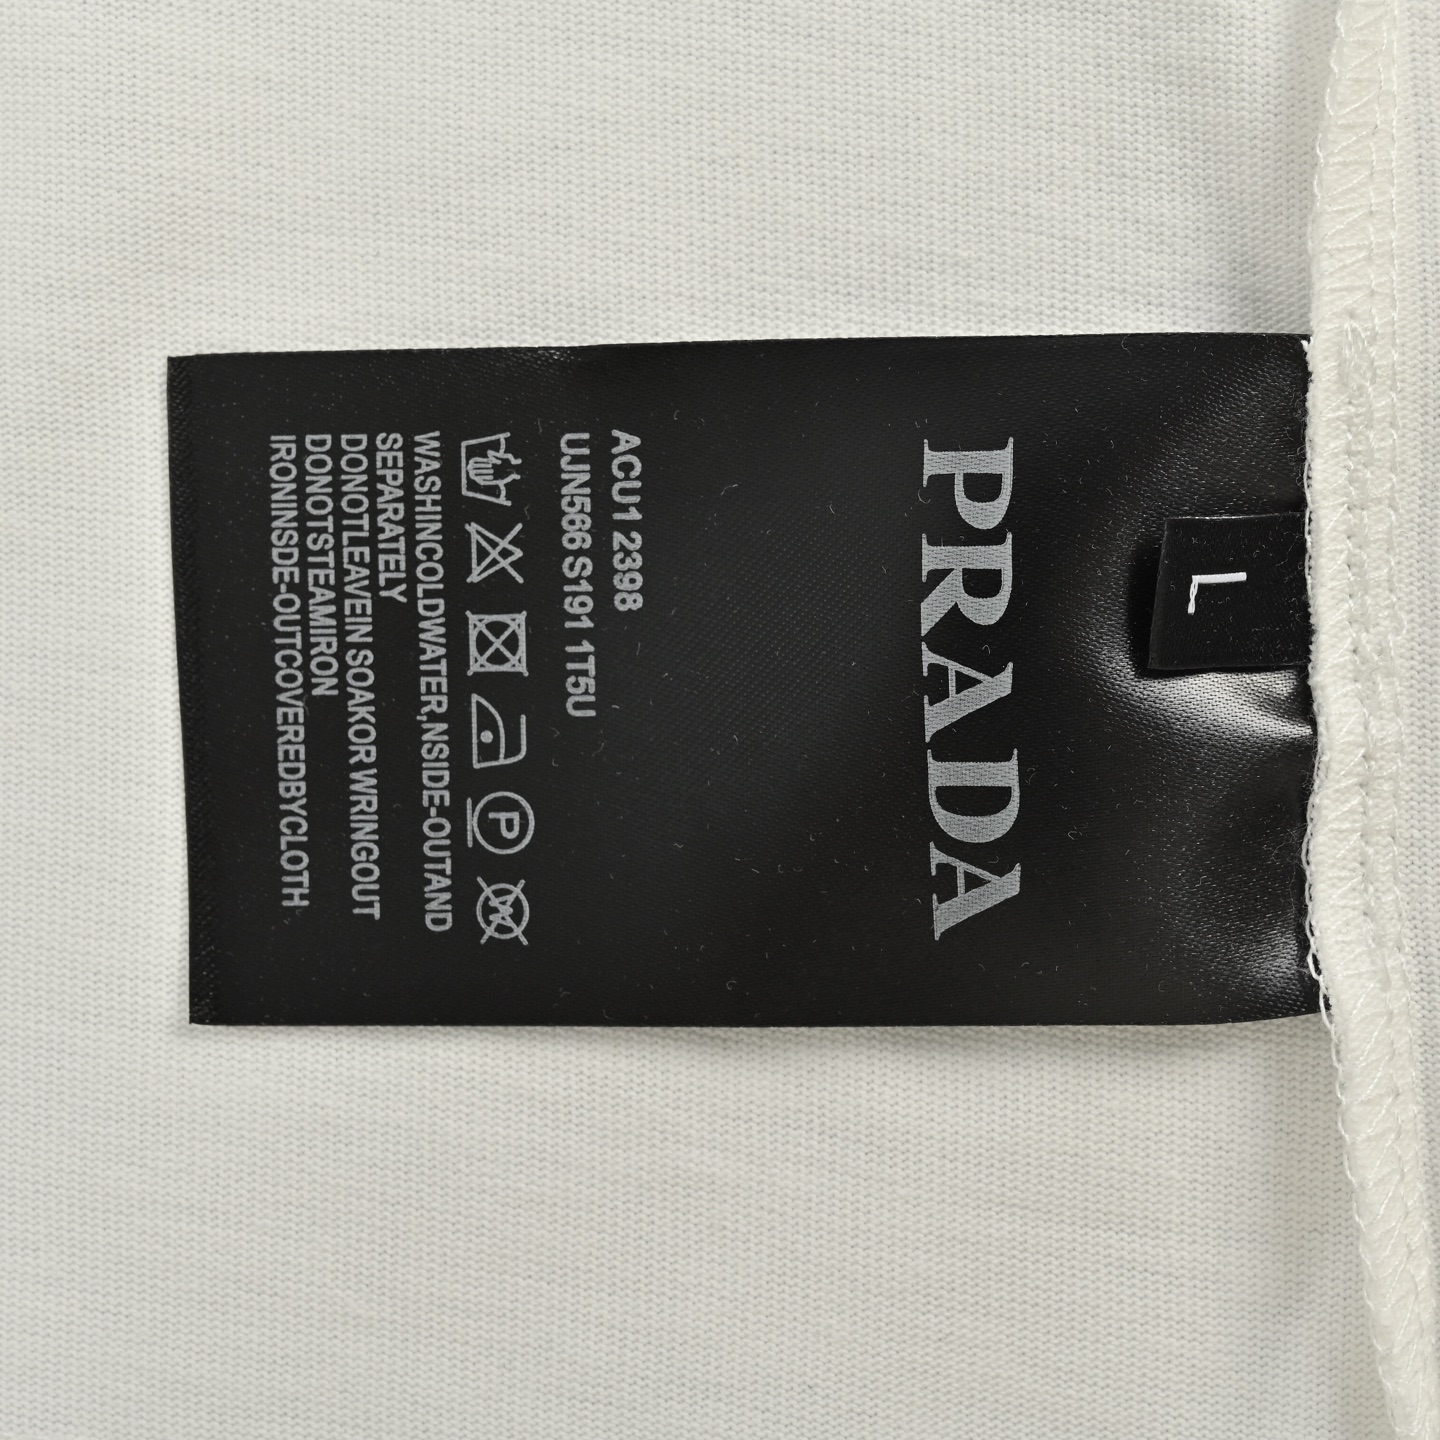 L
PRADA
ACU1 2398
UJN566 S191 1T5U
P
WASHINCOLDWATER,NSIDE-OUTAND
SEPARATELY
DONOTLEAVEIN SOAKOR WRINGOUT
DONOTSTEAMIRON
IRONINSDE-OUTCOVEREDBYCLOTH